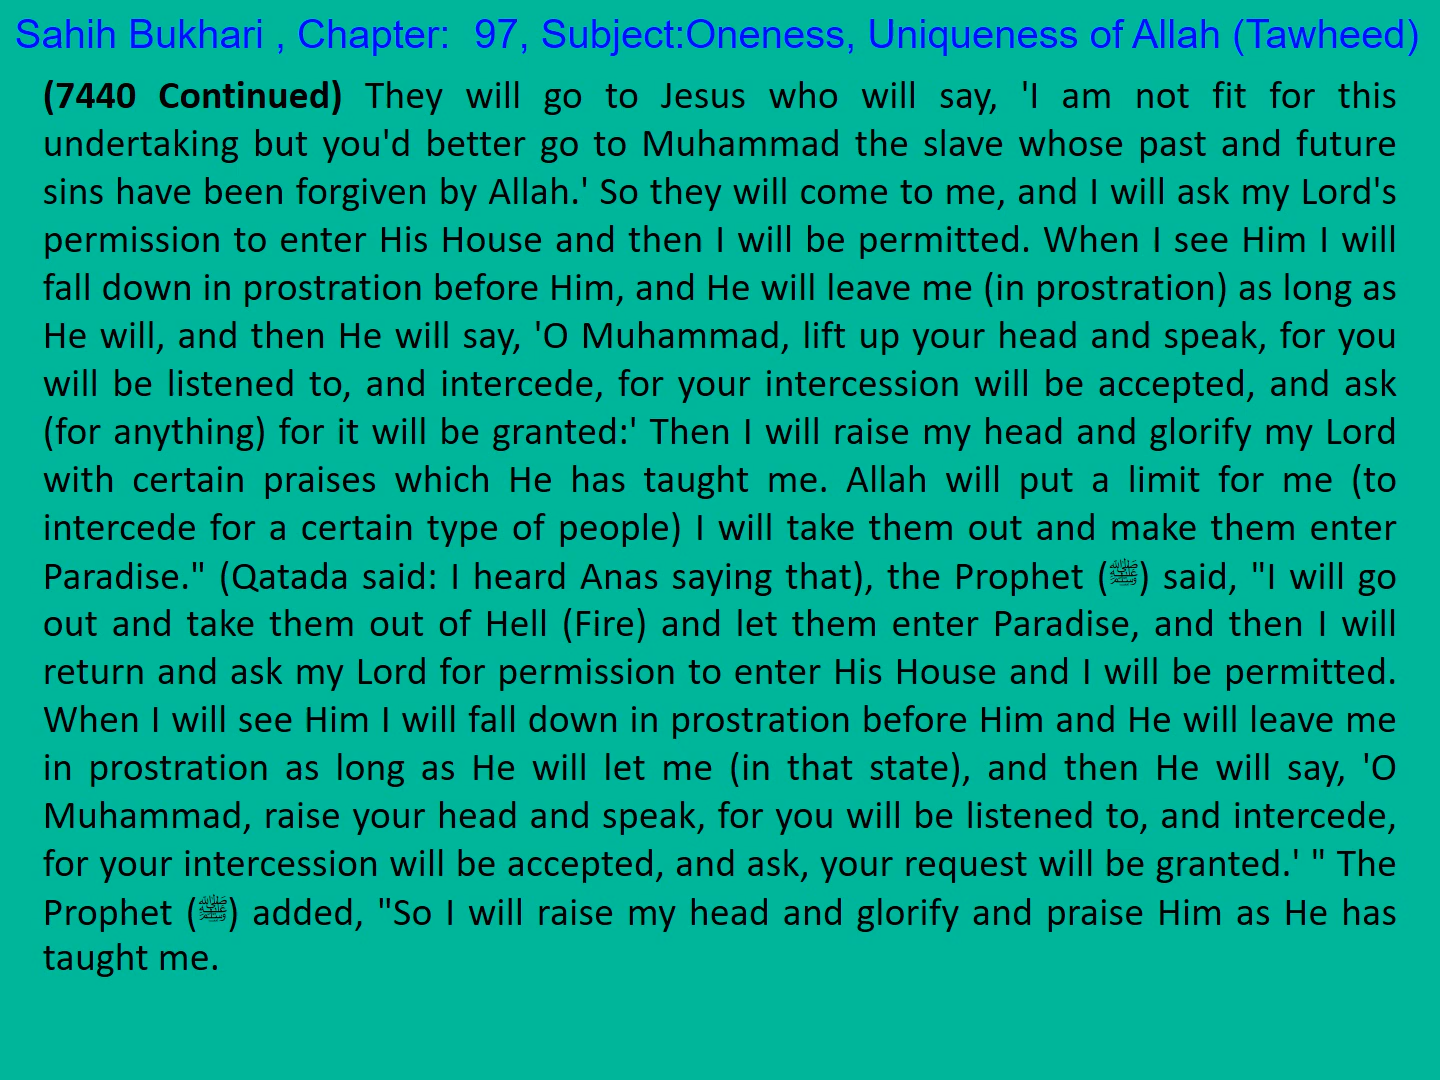 Sahih Bukhari , Chapter:  97, Subject:Oneness, Uniqueness of Allah (Tawheed)
(7440 Continued) They will go to Jesus who will say, 'I am not fit for this
undertaking but you'd better go to Muhammad the slave whose past and future
sins have been forgiven by Allah.' So they will come to me, and I will ask my Lord's
permission to enter His House and then I will be permitted. When I see Him I will
fall down in prostration before Him, and He will leave me (in prostration) as long as
He will, and then He will say, 'O Muhammad, lift up your head and speak, for you
will be listened to, and intercede, for your intercession will be accepted, and ask
(for anything) for it will be granted:' Then I will raise my head and glorify my Lord
with certain praises which He has taught me. Allah will put a limit for me (to
intercede for a certain type of people) I will take them out and make them enter
Paradise." (Qatada said: I heard Anas saying that), the Prophet (ﷺ) said, "I will go
out and take them out of Hell (Fire) and let them enter Paradise, and then I will
return and ask my Lord for permission to enter His House and I will be permitted.
When I will see Him I will fall down in prostration before Him and He will leave me
in prostration as long as He will let me (in that state), and then He will say, 'O
Muhammad, raise your head and speak, for you will be listened to, and intercede,
for your intercession will be accepted, and ask, your request will be granted.' " The
Prophet (ﷺ) added, "So I will raise my head and glorify and praise Him as He has
taught me.